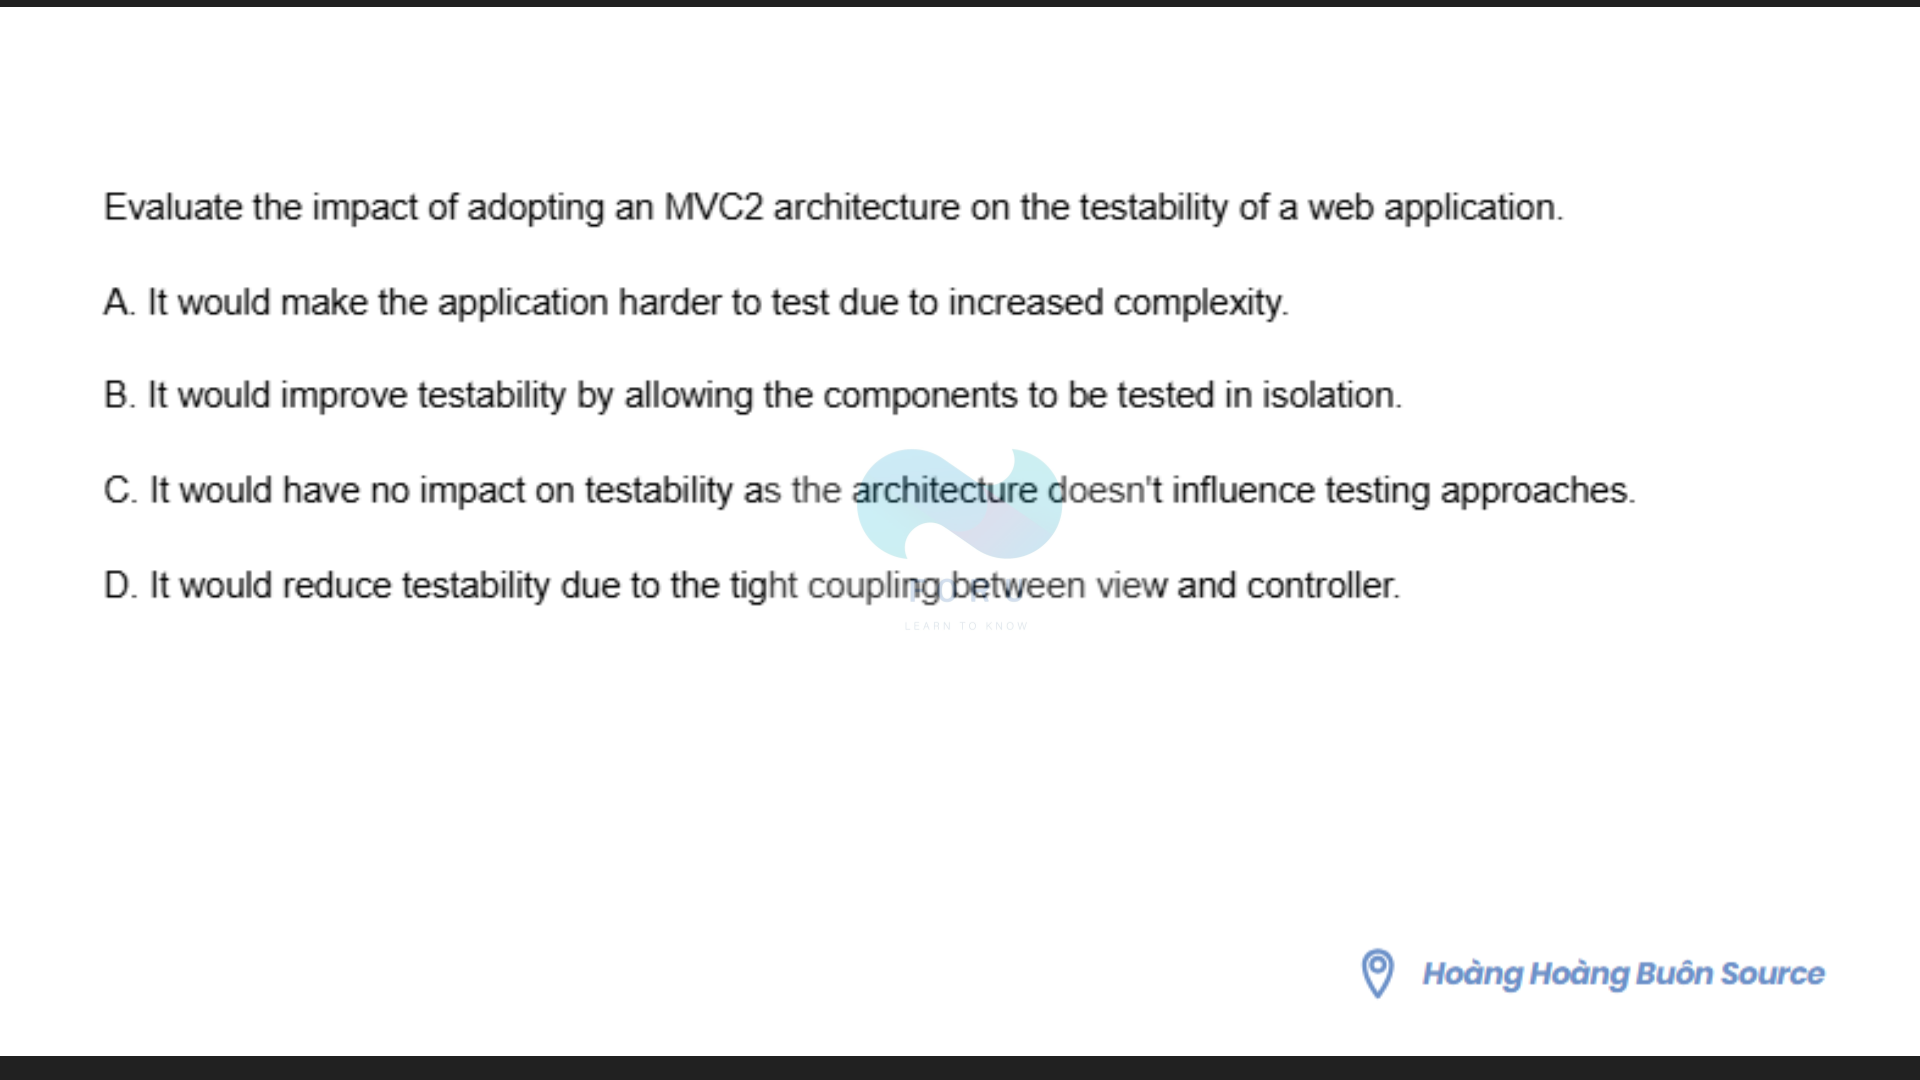 Evaluate the impact of adopting an MVC2 architecture on the testability of a web application.
A. It would make the application harder to test due to increased complexity.
B. It would improve testability by allowing the components to be tested in isolation.
C. It would have no impact on testability as the architecture doesn't influence testing approaches.
D. It would reduce testability due to the tight coupling between view and controller.
LEARN TO KNOW
Hoàng Hoàng Buôn Source